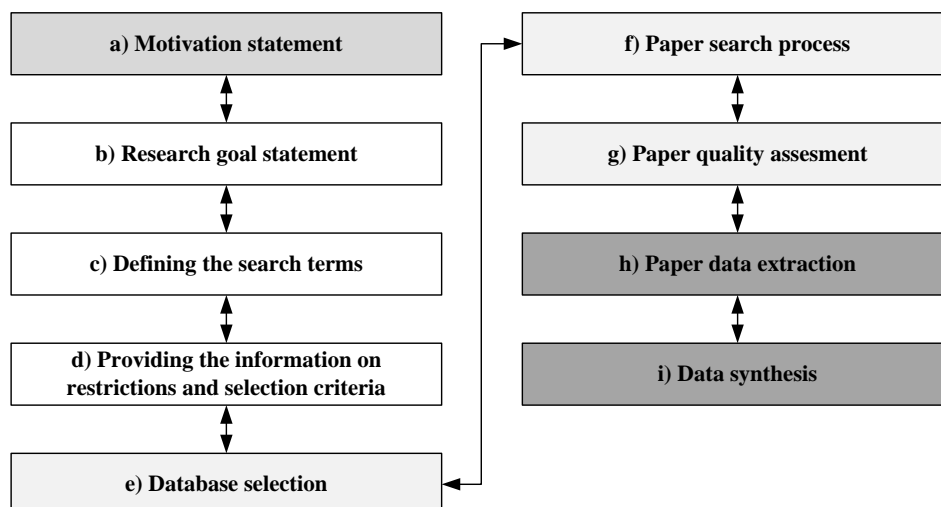 a) Motivation statement
b) Research goal statement
c) Defining the search terms
d) Providing the information on
restrictions and selection criteria
e) Database selection
f) Paper search process
g) Paper quality assesment
h) Paper data extraction
i) Data synthesis